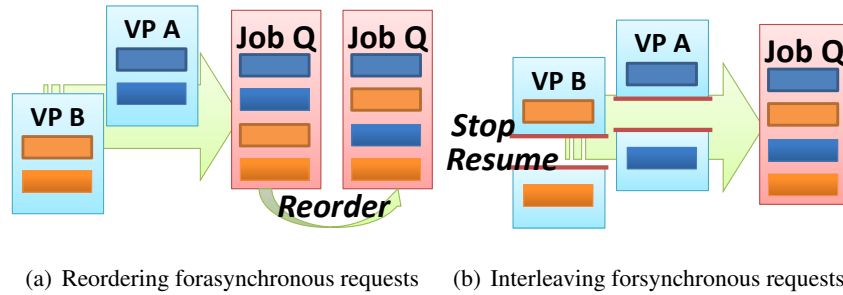 VP A
VP B
Job Q
Job Q
Reorder
(a) Reordering forasynchronous requests
VP A
VP B
Job Q
Stop
Resume
(b) Interleaving forsynchronous requests